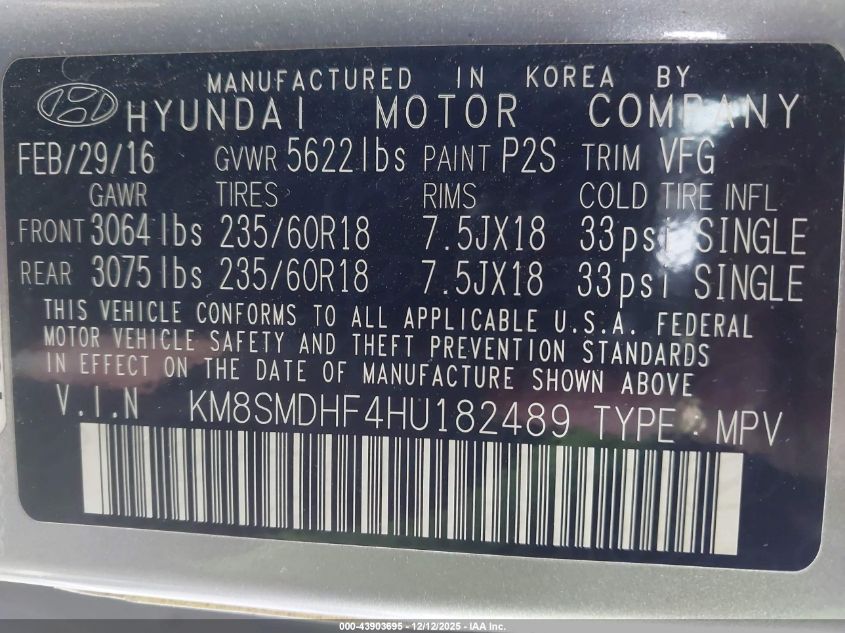 MANUFACTURED IN KOREA BY
HYUNDAI MOTOR COMPANY
FEB/29/16 GVWR 5622lbs PAINT P2S TRIM VFG
GAWR TIRES RIMS COLD TIRE INFL
FRONT 3064lbs 235/60R18 7.5JX18 33psi SINGLE
REAR 3075lbs 235/60R18 7.5JX18 33psi SINGLE
THIS VEHICLE CONFORMS TO ALL APPLICABLE U.S.A. FEDERAL
MOTOR VEHICLE SAFETY AND THEFT PREVENTION STANDARDS
IN EFFECT ON THE DATE OF MANUFACTURE SHOWN ABOVE
V.I.N KM8SMDHF4HU182489 TYPE : MPV
000-43903695 - 12/12/2025 - IAA Inc.